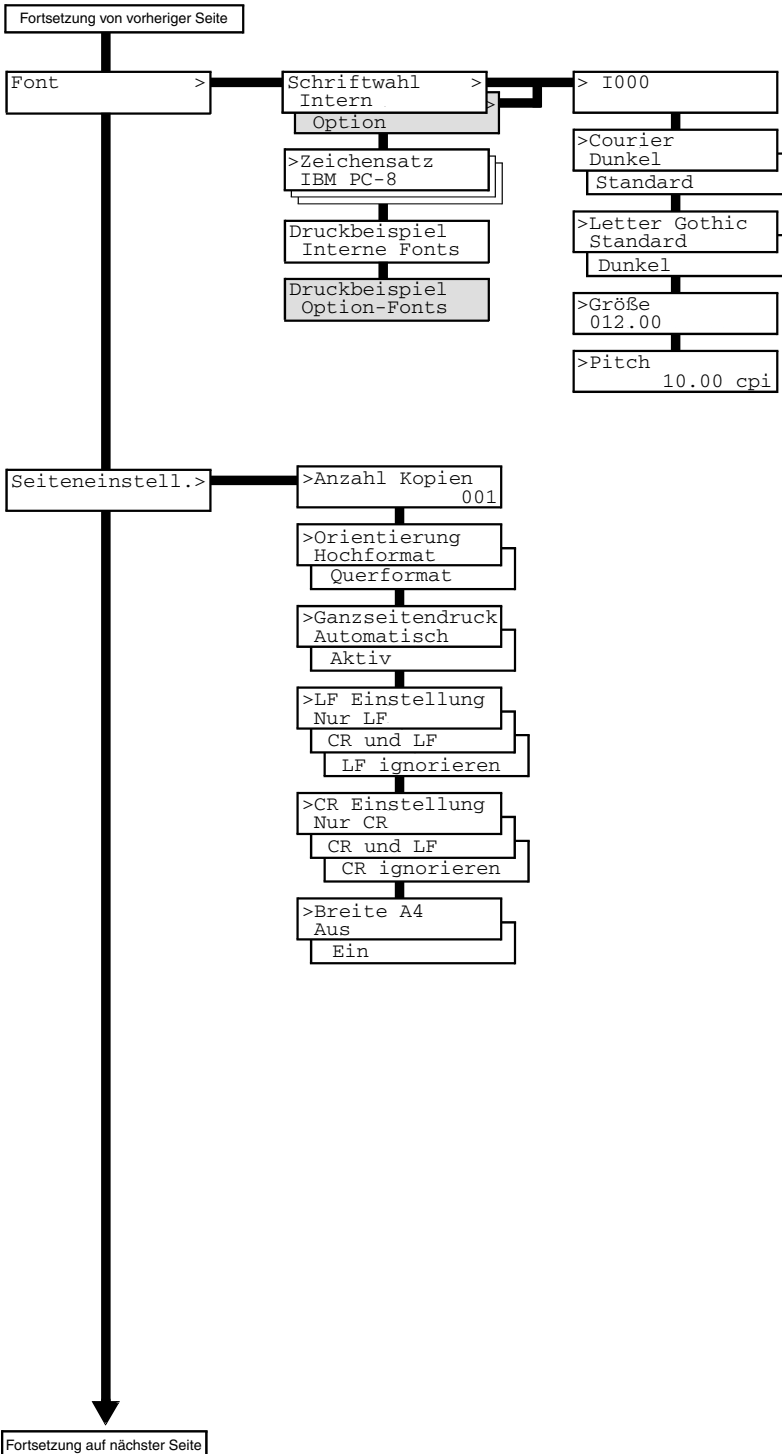 Fortsetzung von vorheriger Seite
Font >
Schriftwahl >
Intern
>
Option
>Zeichensatz
IBM PC-8
Druckbeispiel
Interne Fonts
Druckbeispiel
Option-Fonts
> I000
>Courier
Dunkel
Standard
>Letter Gothic
Standard
Dunkel
>Größe
012.00
>Pitch
10.00 cpi
Seiteneinstell.>
>Anzahl Kopien
001
>Orientierung
Hochformat
Querformat
>Ganzseitendruck
Automatisch
Aktiv
>LF Einstellung
Nur LF
CR und LF
LF ignorieren
>CR Einstellung
Nur CR
CR und LF
CR ignorieren
>Breite A4
Aus
Ein
Fortsetzung auf nächster Seite